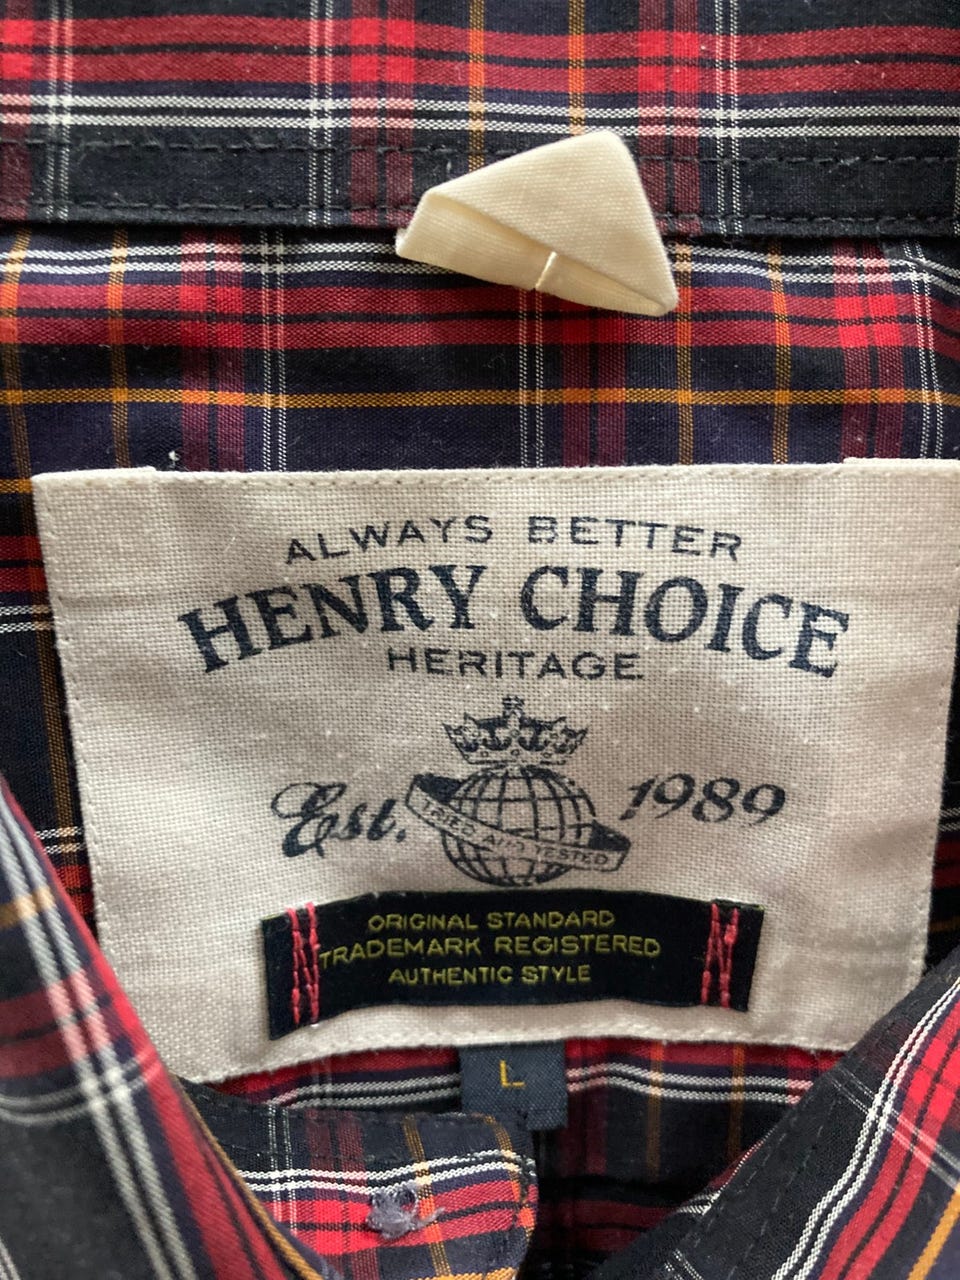 ALWAYS BETTER
HENRY CHOICE
HERITAGE
Est. 1989
TRIED AND TESTED
ORIGINAL STANDARD
TRADEMARK REGISTERED
AUTHENTIC STYLE
L